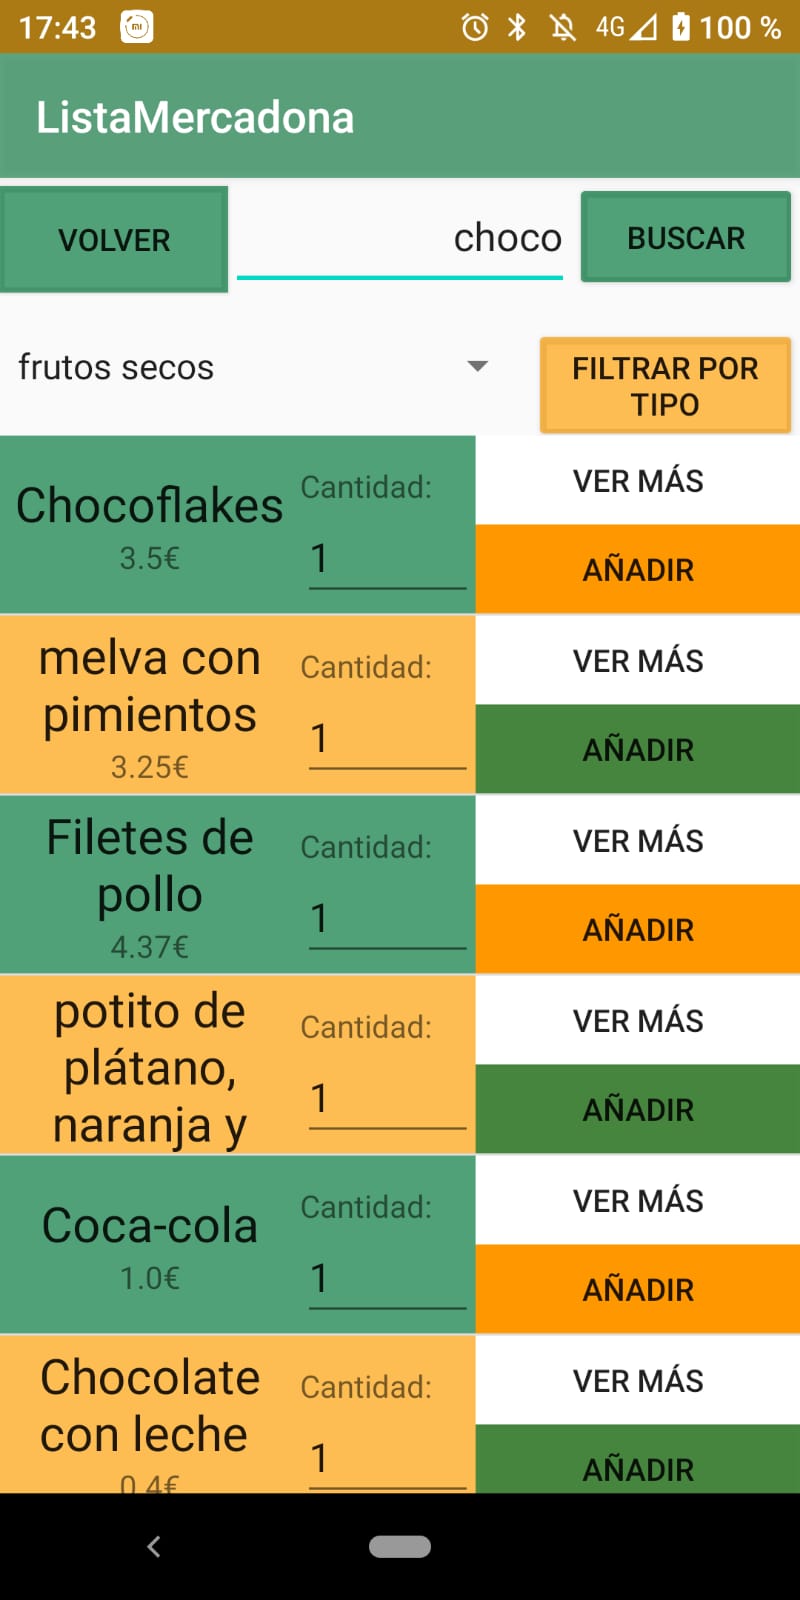 17:43
4G
100 %
ListaMercadona
VOLVER
choco
BUSCAR
frutos secos
FILTRAR POR
TIPO
Chocoflakes
3.5€
Cantidad:
1
VER MÁS
AÑADIR
melva con
pimientos
3.25€
Cantidad:
1
VER MÁS
AÑADIR
Filetes de
pollo
4.37€
Cantidad:
1
VER MÁS
AÑADIR
potito de
plátano,
naranja y
Cantidad:
1
VER MÁS
AÑADIR
Coca-cola
1.0€
Cantidad:
1
VER MÁS
AÑADIR
Chocolate
con leche
0.4€
Cantidad:
1
VER MÁS
AÑADIR